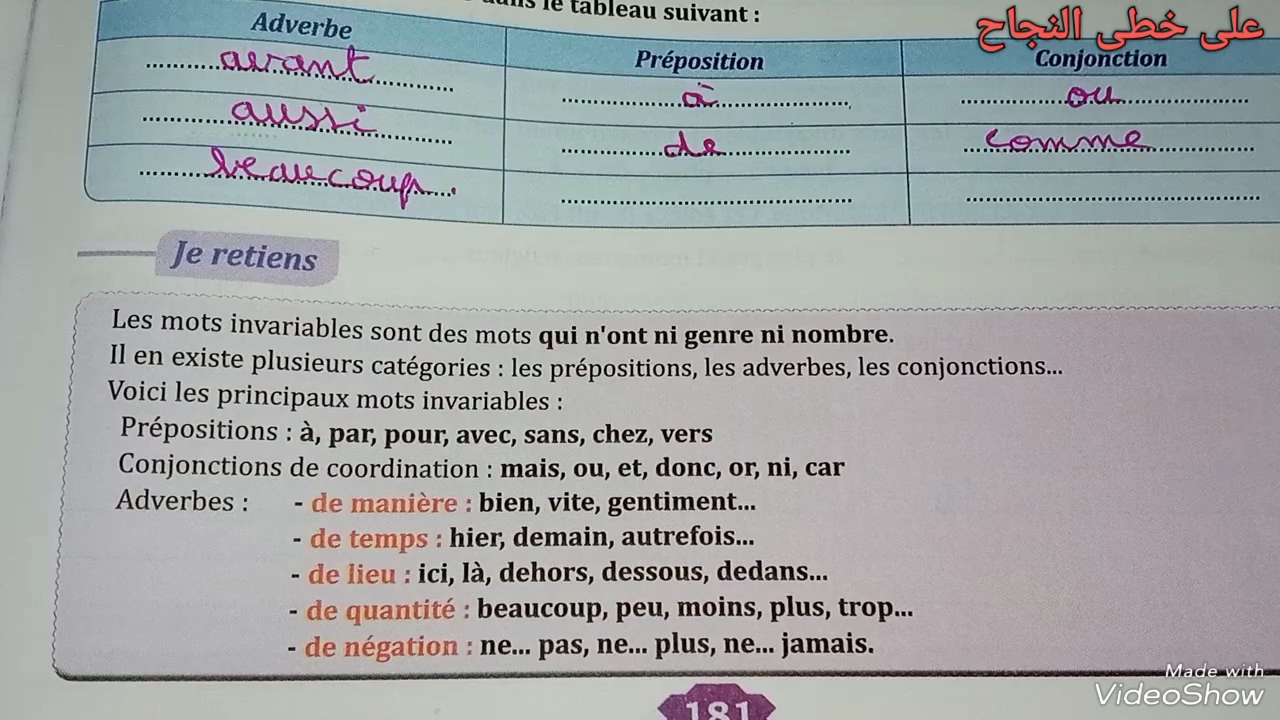 le tableau suivant :
على خطى النجاح
Adverbe Préposition Conjonction
avant à ou
aussi de comme
beaucoup.
Je retiens
Les mots invariables sont des mots qui n'ont ni genre ni nombre.
Il en existe plusieurs catégories : les prépositions, les adverbes, les conjonctions...
Voici les principaux mots invariables :
Prépositions : à, par, pour, avec, sans, chez, vers
Conjonctions de coordination : mais, ou, et, donc, or, ni, car
Adverbes : - de manière : bien, vite, gentiment...
- de temps : hier, demain, autrefois...
- de lieu : ici, là, dehors, dessous, dedans...
- de quantité : beaucoup, peu, moins, plus, trop...
- de négation : ne... pas, ne... plus, ne... jamais.
181
Made with
VideoShow